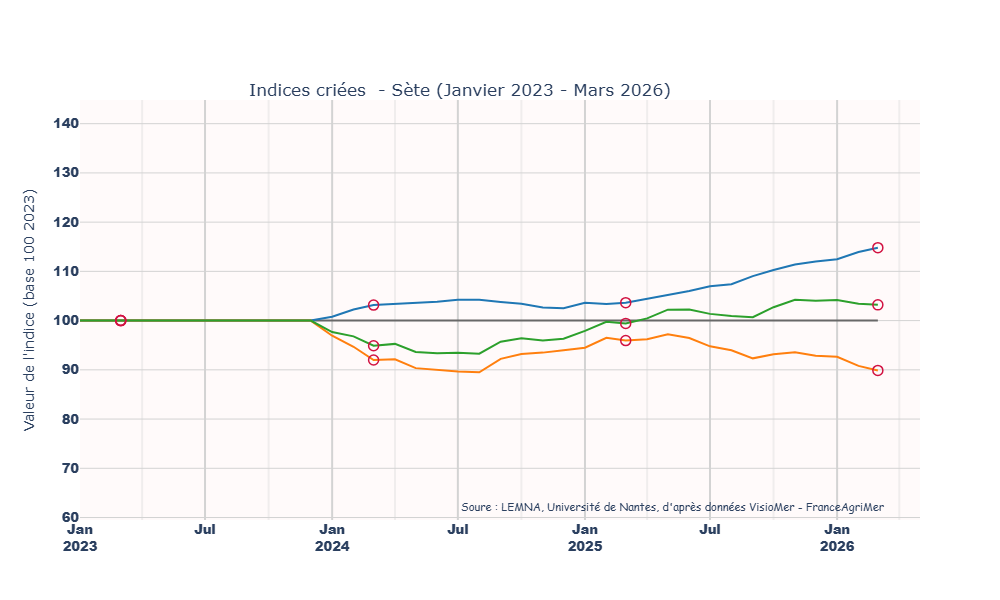 Indices criées  - Sète (Janvier 2023 - Mars 2026)
Valeur de l'indice (base 100 2023)
140
130
120
110
100
90
80
70
60
Soure : LEMNA, Université de Nantes, d'après données VisioMer - FranceAgriMer
Jan Jul Jan Jul Jan Jul Jan
2023 2024 2025 2026